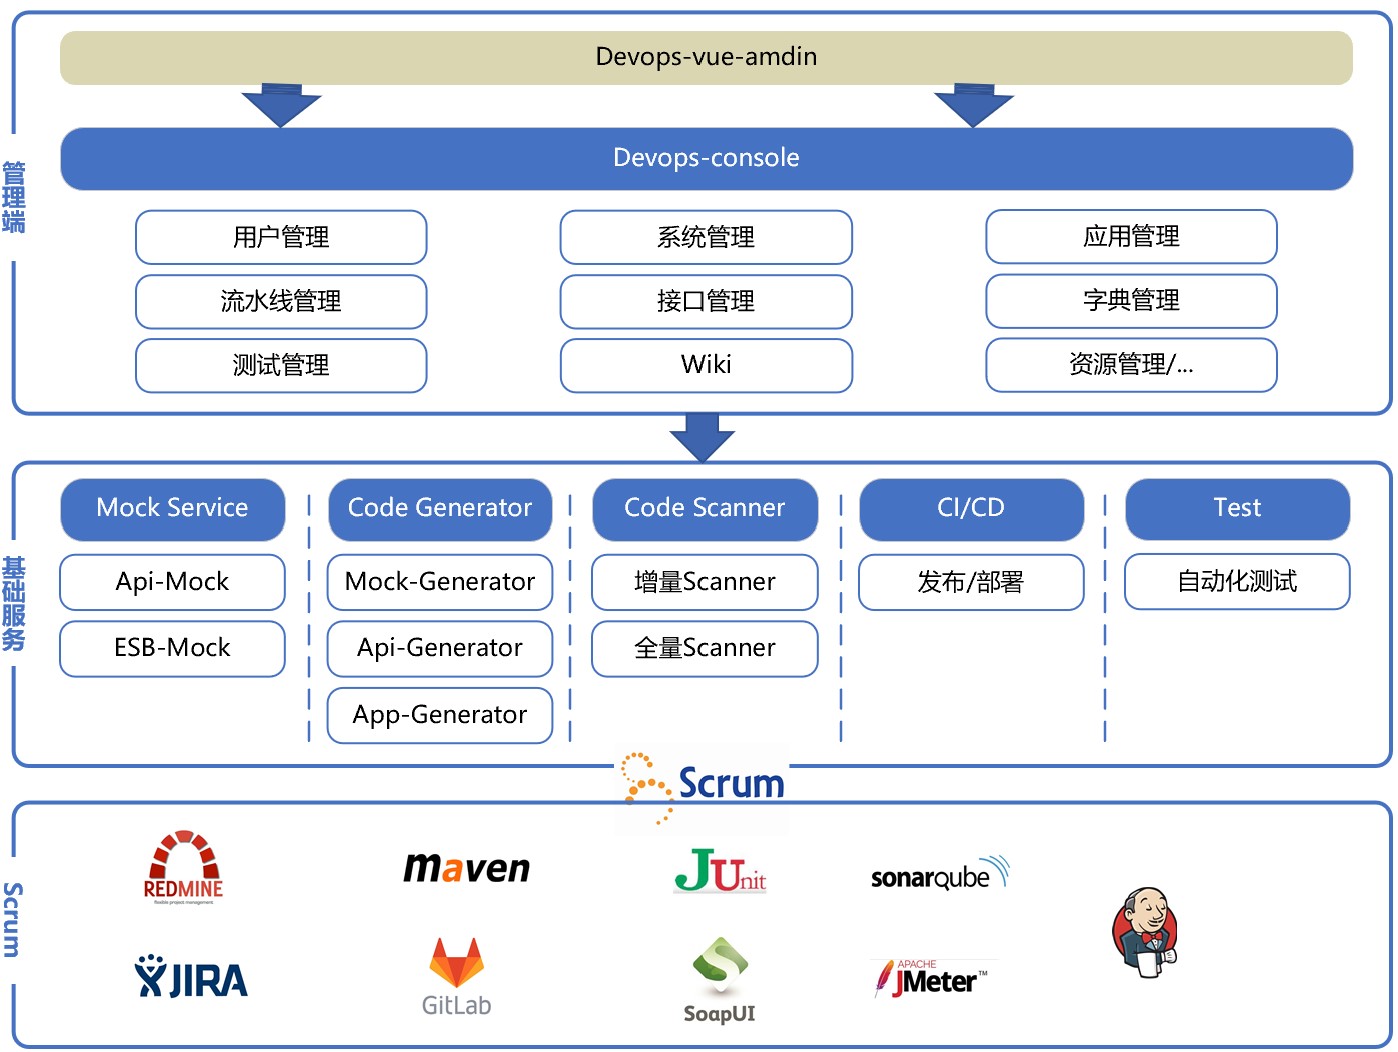 Devops-vue-amdin
Devops-console
管理端
用户管理
系统管理
应用管理
流水线管理
接口管理
字典管理
测试管理
Wiki
资源管理/...
基础服务
Mock Service
Code Generator
Code Scanner
CI/CD
Test
Api-Mock
Mock-Generator
增量Scanner
发布/部署
自动化测试
ESB-Mock
Api-Generator
全量Scanner
App-Generator
Scrum
Scrum
REDMINE
flexible project management
maven
JUnit
sonarqube
JIRA
GitLab
SoapUI
APACHE
JMeter™